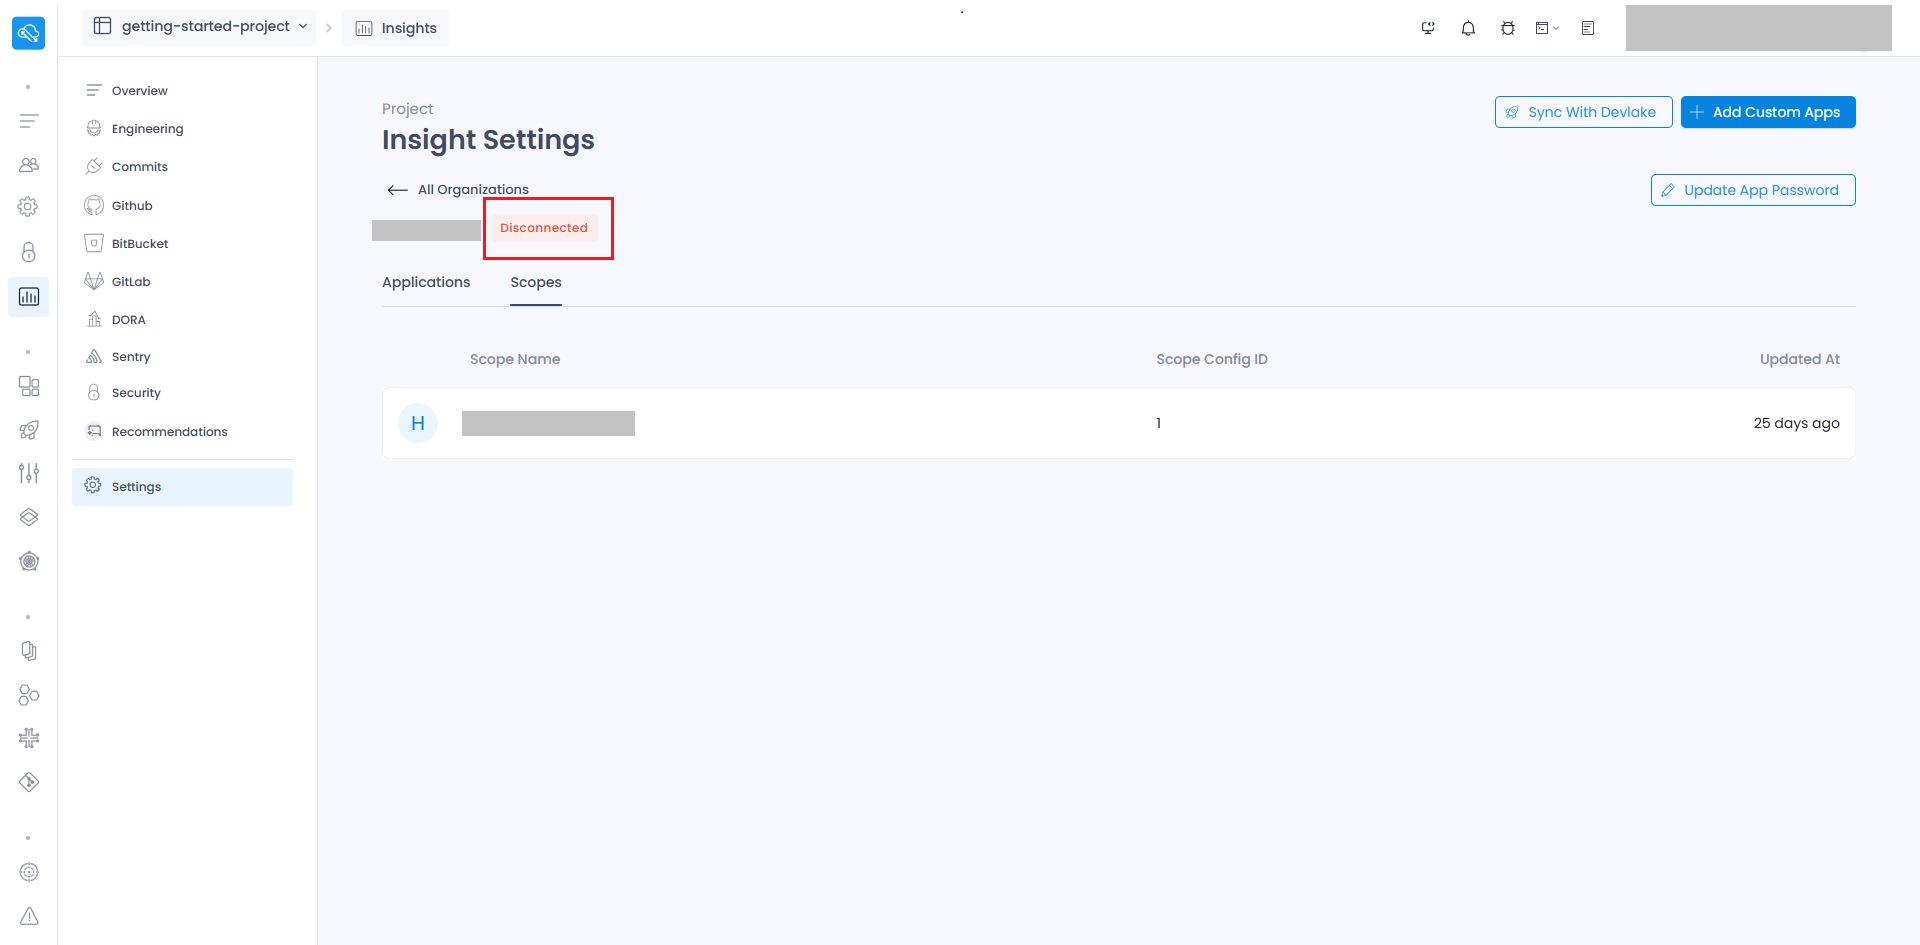 getting-started-project
Insights
Overview
Engineering
Commits
Github
BitBucket
GitLab
DORA
Sentry
Security
Recommendations
Settings
Project
Insight Settings
Sync With Devlake
Add Custom Apps
All Organizations
Update App Password
Disconnected
Applications Scopes
Scope Name Scope Config ID Updated At
H 1 25 days ago